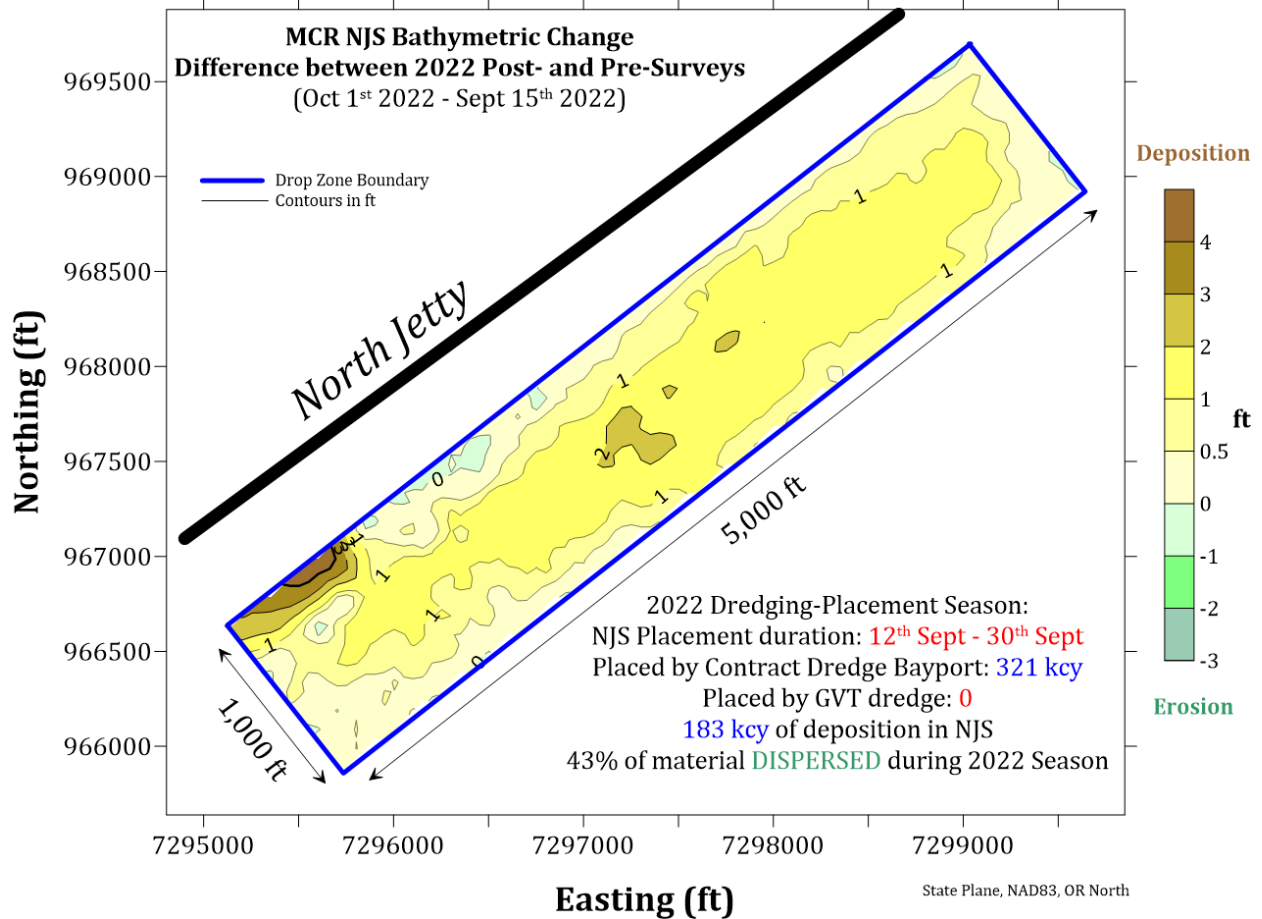 MCR NJS Bathymetric Change
Difference between 2022 Post- and Pre-Surveys
(Oct 1st 2022 - Sept 15th 2022)
Drop Zone Boundary
Contours in ft
North Jetty
Deposition
4
3
2
1
0.5
0
-1
-2
-3
ft
Erosion
969500
969000
968500
968000
967500
967000
966500
966000
Northing (ft)
1
1
1
2
1
0
3
2
1
1
1
1
0
5,000 ft
1,000 ft
2022 Dredging-Placement Season:
NJS Placement duration: 12th Sept - 30th Sept
Placed by Contract Dredge Bayport: 321 kcy
Placed by GVT dredge: 0
183 kcy of deposition in NJS
43% of material DISPERSED during 2022 Season
7295000
7296000
7297000
7298000
7299000
Easting (ft)
State Plane, NAD83, OR North